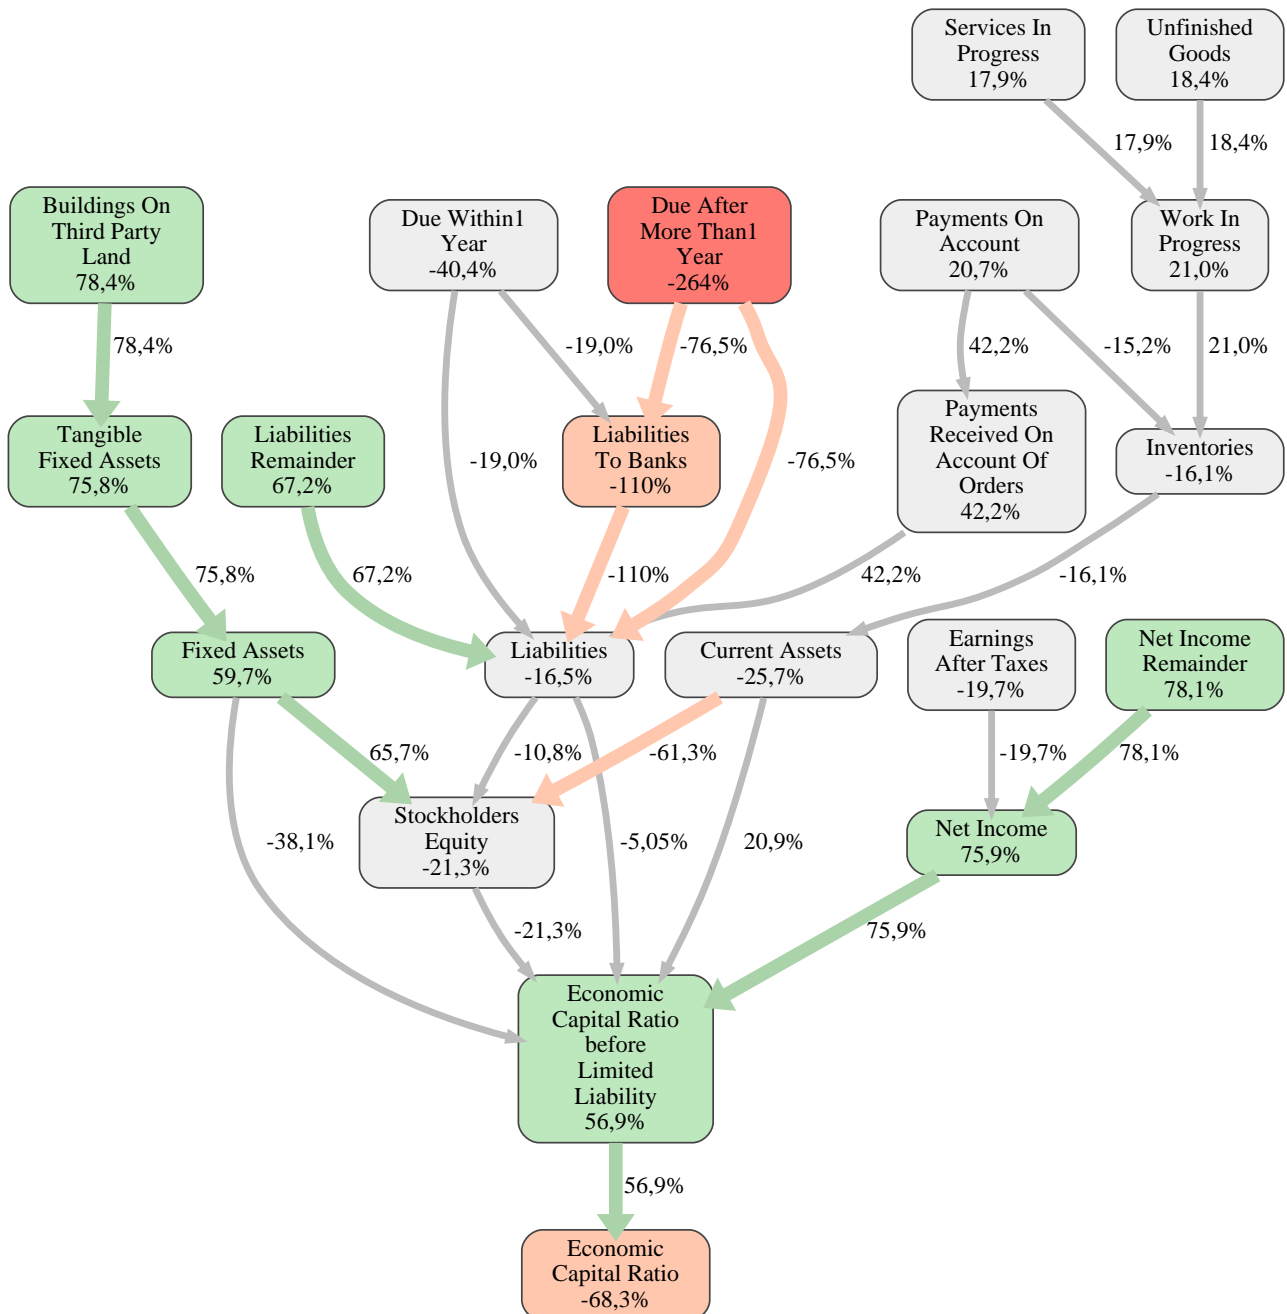 Services In
Progress
17,9%
Unfinished
Goods
18,4%
17,9%
18,4%
Buildings On
Third Party
Land
78,4%
Due Within1
Year
-40,4%
Due After
More Than1
Year
-264%
Payments On
Account
20,7%
Work In
Progress
21,0%
78,4%
-19,0%
-76,5%
42,2%
-15,2%
21,0%
Tangible
Fixed Assets
75,8%
Liabilities
Remainder
67,2%
-19,0%
Liabilities
To Banks
-110%
-76,5%
Payments
Received On
Account Of
Orders
42,2%
Inventories
-16,1%
75,8%
67,2%
-110%
42,2%
-16,1%
Fixed Assets
59,7%
Liabilities
-16,5%
Current Assets
-25,7%
Earnings
After Taxes
-19,7%
Net Income
Remainder
78,1%
65,7%
-10,8%
-61,3%
-19,7%
78,1%
-38,1%
Stockholders
Equity
-21,3%
-5,05%
20,9%
Net Income
75,9%
-21,3%
75,9%
Economic
Capital Ratio
before
Limited
Liability
56,9%
56,9%
Economic
Capital Ratio
-68,3%